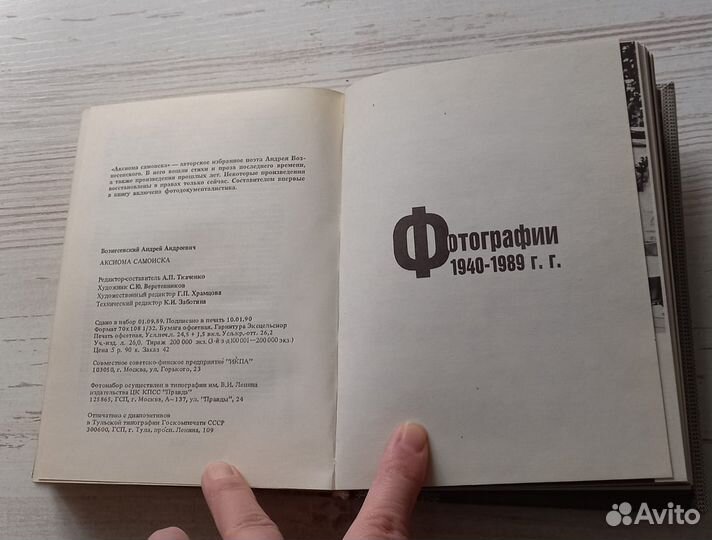 «Аксиома самоиска» — авторское избранное поэта Андрея Воз-
несенского. В него вошли стихи и проза последнего времени,
а также произведения прошлых лет. Некоторые произведения
восстановлены в правах только сейчас. Составителем впервые
в книгу включена фотодокументалистика.
Вознесенский Андрей Андреевич
АКСИОМА САМОИСКА
Редактор-составитель А.П. Ткаченко
Художник С.Ю. Веретенников
Художественный редактор Г.П. Храмцова
Технический редактор К.И. Заботина
Сдано в набор 01.09.89. Подписано в печать 10.01.90
Формат 70х108 1/32. Бумага офсетная. Гарнитура Эксцельсиор
Печать офсетная. Усл.печ.л. 24,5 + 1,5 вкл. Усл.кр.-отт. 26,2
Уч.-изд. л. 26,0. Тираж 200 000 экз. (3-й з-д 100001—200 000 экз.)
Цена 5 р. 90 к. Заказ 42
Совместное советско-финское предприятие "ИКПА"
103050, г. Москва, ул. Горького, 23
Фотонабор осуществлен в типографии им. В.И. Ленина
издательства ЦК КПСС "Правда"
125865, ГСП, г. Москва, А-137, ул. "Правды", 24
Отпечатано с диапозитивов
в Тульской типографии Госкомпечати СССР
300600, ГСП, г. Тула, просп. Ленина, 109
Фотографии
1940-1989 г. г.
Avito